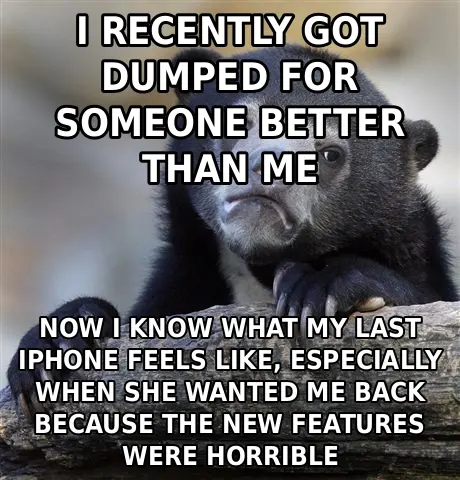 I RECENTLY GOT
DUMPED FOR
SOMEONE BETTER
THAN ME
NOW I KNOW WHAT MY LAST
IPHONE FEELS LIKE, ESPECIALLY
WHEN SHE WANTED ME BACK
BECAUSE THE NEW FEATURES
WERE HORRIBLE